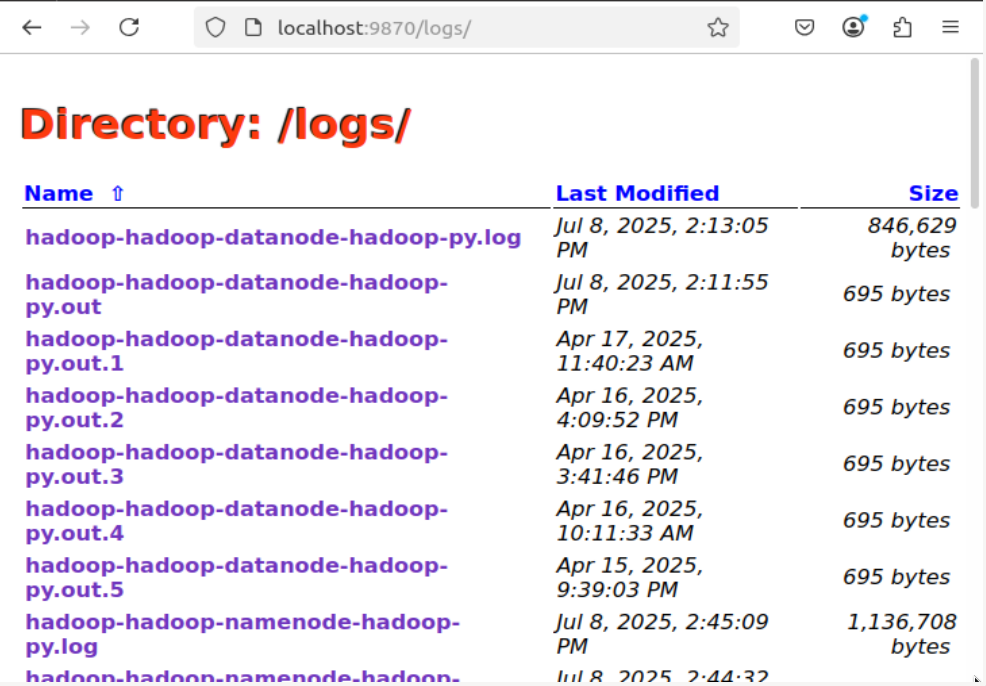 localhost:9870/logs/
Directory: /logs/
Name ⇧ Last Modified Size
hadoop-hadoop-datanode-hadoop-py.log Jul 8, 2025, 2:13:05 846,629
PM bytes
hadoop-hadoop-datanode-hadoop- Jul 8, 2025, 2:11:55 695 bytes
py.out PM
hadoop-hadoop-datanode-hadoop- Apr 17, 2025, 695 bytes
py.out.1 11:40:23 AM
hadoop-hadoop-datanode-hadoop- Apr 16, 2025, 695 bytes
py.out.2 4:09:52 PM
hadoop-hadoop-datanode-hadoop- Apr 16, 2025, 695 bytes
py.out.3 3:41:46 PM
hadoop-hadoop-datanode-hadoop- Apr 16, 2025, 695 bytes
py.out.4 10:11:33 AM
hadoop-hadoop-datanode-hadoop- Apr 15, 2025, 695 bytes
py.out.5 9:39:03 PM
hadoop-hadoop-namenode-hadoop- Jul 8, 2025, 2:45:09 1,136,708
py.log PM bytes
hadoop-hadoop-namenode-hadoop- Jul 8, 2025, 2:44:32